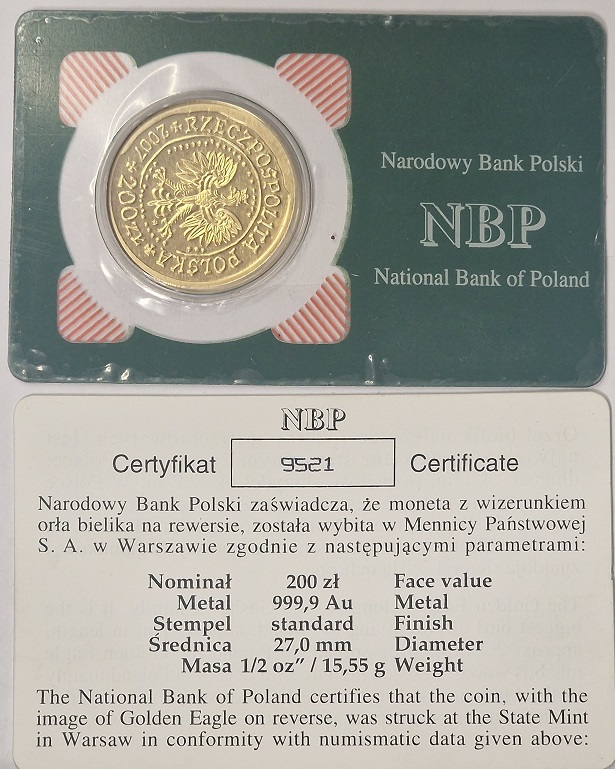 ★ 200 ZŁ ★ 2007 ★ RZECZPOSPOLITA POLSKA
Narodowy Bank Polski
NBP
National Bank of Poland
NBP
Certyfikat 9521 Certificate
Narodowy Bank Polski zaświadcza, że moneta z wizerunkiem
orła bielika na rewersie, została wybita w Mennicy Państwowej
S. A. w Warszawie zgodnie z następującymi parametrami:
Nominał 200 zł Face value
Metal 999,9 Au Metal
Stempel standard Finish
Średnica 27,0 mm Diameter
Masa 1/2 oz” / 15,55 g Weight
The National Bank of Poland certifies that the coin, with the
image of Golden Eagle on reverse, was struck at the State Mint
in Warsaw in conformity with numismatic data given above: